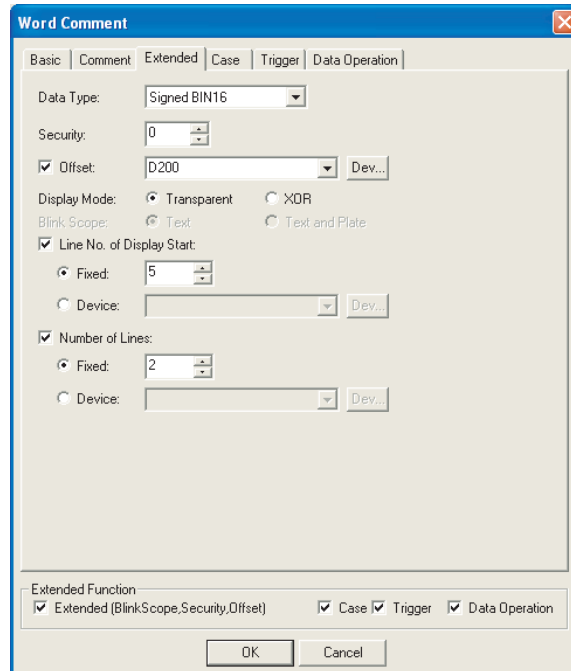 Word Comment
Basic Comment Extended Case Trigger Data Operation
Data Type: Signed BIN16
Security: 0
Offset: D200 Dev...
Display Mode: Transparent XOR
Blink Scope: Text Text and Plate
Line No. of Display Start:
Fixed: 5
Device: Dev...
Number of Lines:
Fixed: 2
Device: Dev...
Extended Function
Extended (BlinkScope,Security,Offset) Case Trigger Data Operation
OK Cancel